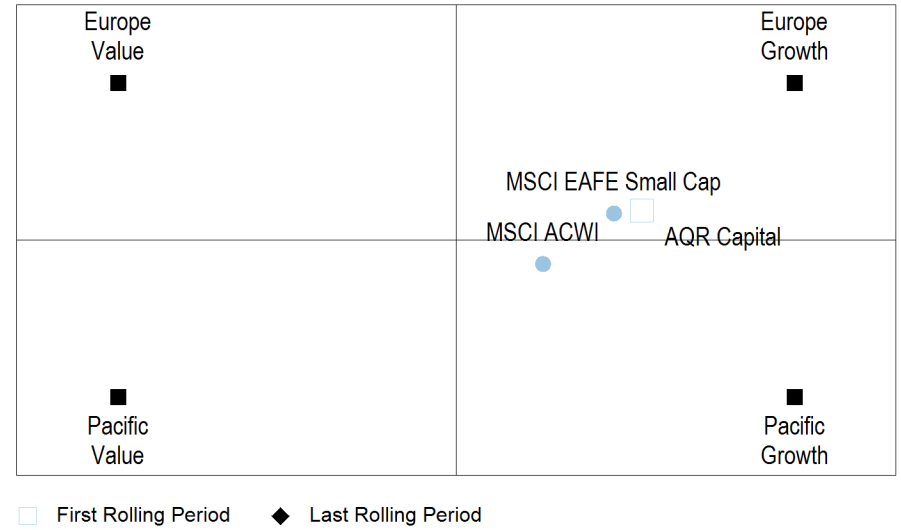 Europe
Value
Europe
Growth
MSCI EAFE Small Cap
MSCI ACWI
AQR Capital
Pacific
Value
Pacific
Growth
First Rolling Period
Last Rolling Period